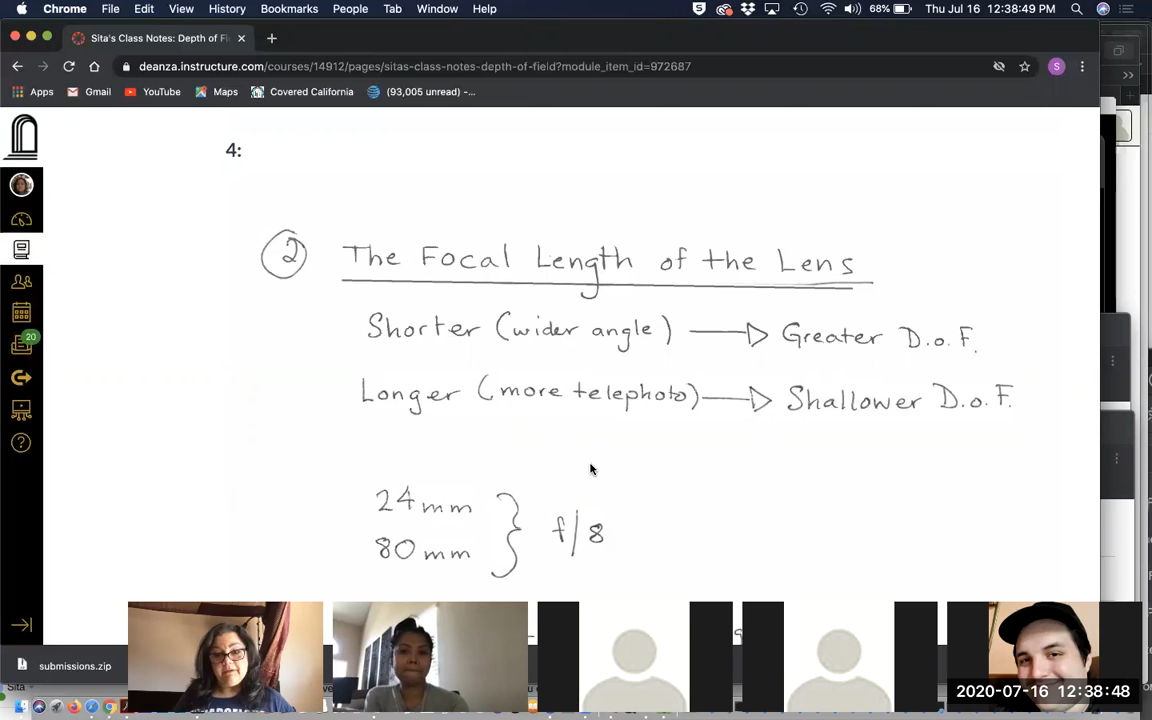 Chrome File Edit View History Bookmarks People Tab Window Help 68% Thu Jul 16 12:38:49 PM
Sita's Class Notes: Depth of Fi
deanza.instructure.com/courses/14912/pages/sitas-class-notes-depth-of-field?module_item_id=972687
S
Apps Gmail YouTube Maps Covered California (93,005 unread) -...
4:
2 The Focal Length of the Lens
Shorter (wider angle) Greater D.o.F.
Longer (more telephoto) Shallower D.o.F.
20
24mm
80mm
f/8
submissions.zip
Sita
2020-07-16 12:38:48